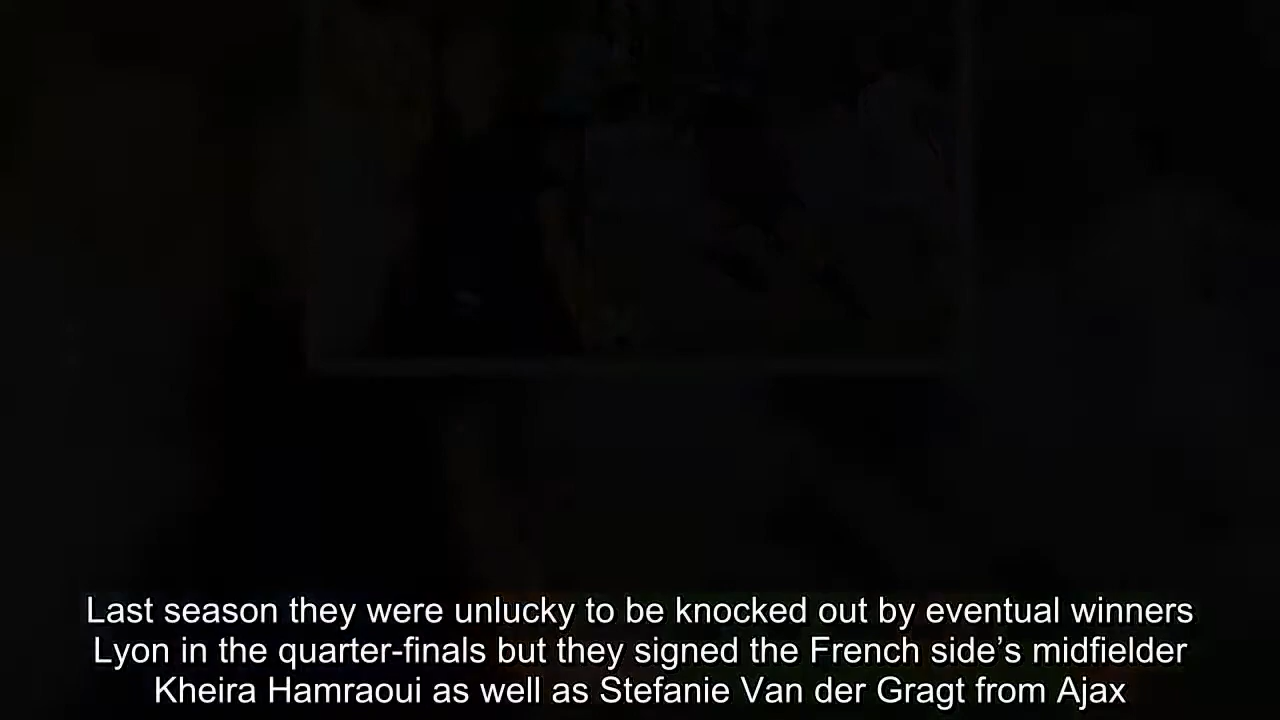 Last season they were unlucky to be knocked out by eventual winners
Lyon in the quarter-finals but they signed the French side’s midfielder
Kheira Hamraoui as well as Stefanie Van der Gragt from Ajax